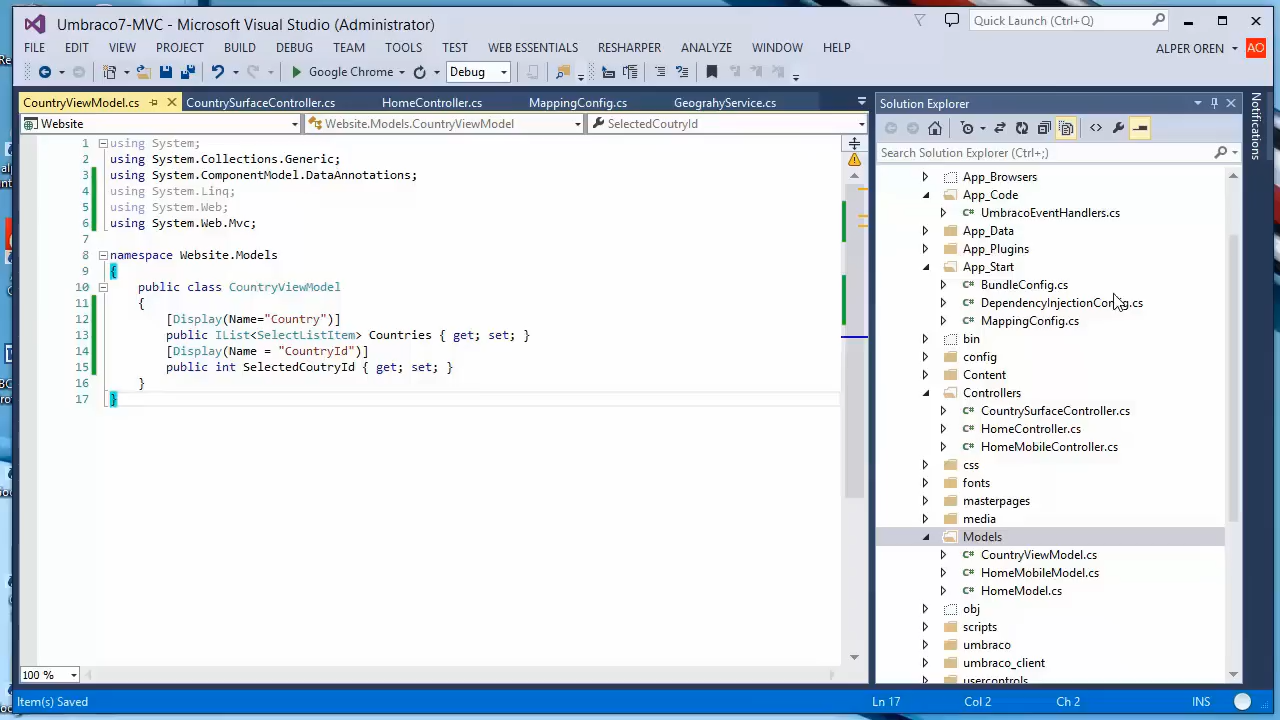 Umbraco7-MVC - Microsoft Visual Studio (Administrator)
Quick Launch (Ctrl+Q)
FILE EDIT VIEW PROJECT BUILD DEBUG TEAM TOOLS TEST WEB ESSENTIALS RESHARPER ANALYZE WINDOW HELP
ALPER OREN AO
Google Chrome Debug
CountryViewModel.cs CountrySurfaceController.cs HomeController.cs MappingConfig.cs GeograhyService.cs
Website Website.Models.CountryViewModel SelectedCoutryId
1 using System;
2 using System.Collections.Generic;
3 using System.ComponentModel.DataAnnotations;
4 using System.Linq;
5 using System.Web;
6 using System.Web.Mvc;
7
8 namespace Website.Models
9 {
10 public class CountryViewModel
11 {
12 [Display(Name="Country")]
13 public IList<SelectListItem> Countries { get; set; }
14 [Display(Name = "CountryId")]
15 public int SelectedCoutryId { get; set; }
16 }
17 }
100 %
Solution Explorer
Search Solution Explorer (Ctrl+;)
App_Browsers
App_Code
UmbracoEventHandlers.cs
App_Data
App_Plugins
App_Start
BundleConfig.cs
DependencyInjectionConfig.cs
MappingConfig.cs
bin
config
Content
Controllers
CountrySurfaceController.cs
HomeController.cs
HomeMobileController.cs
css
fonts
masterpages
media
Models
CountryViewModel.cs
HomeMobileModel.cs
HomeModel.cs
obj
scripts
umbraco
umbraco_client
usercontrols
Notifications
Item(s) Saved Ln 17 Col 2 Ch 2 INS